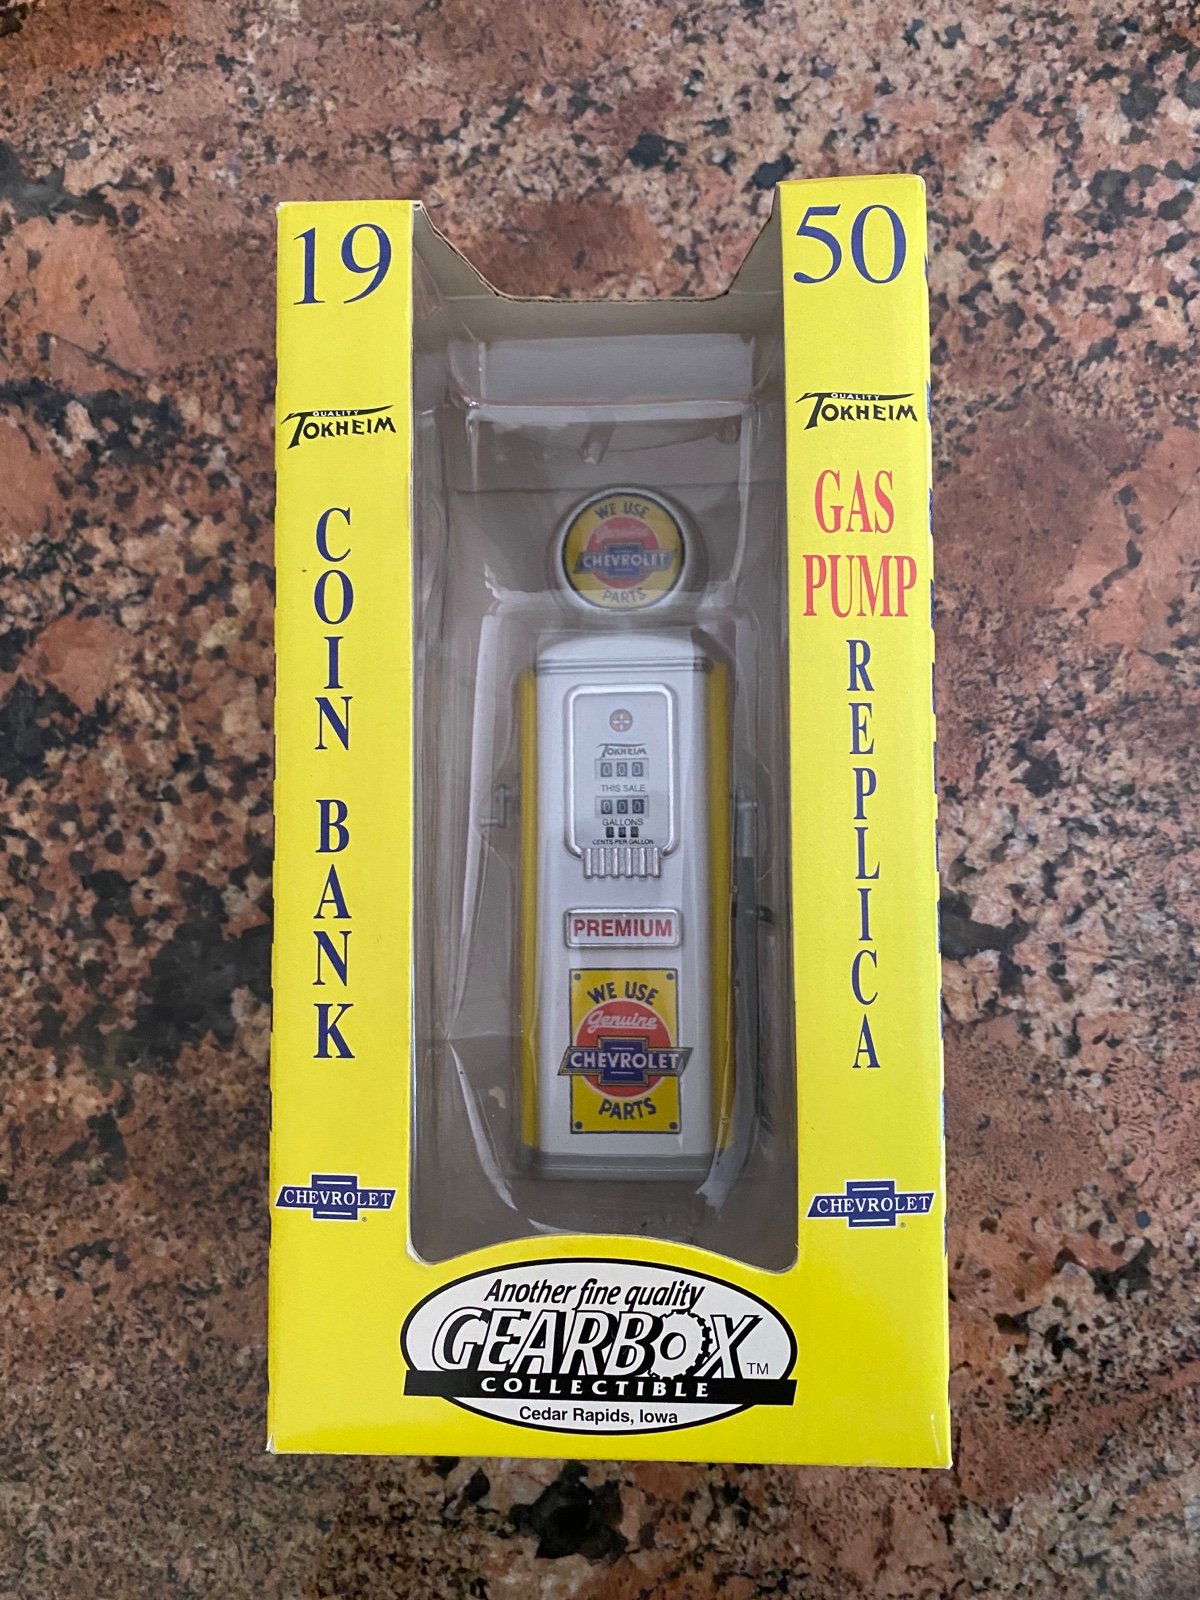 19
QUALITY
TOKHEIM
COIN BANK
CHEVROLET
®
50
QUALITY
TOKHEIM
GAS
PUMP
REPLICA
CHEVROLET
®
WE USE
Genuine
CHEVROLET
PARTS
TOKHEIM
000
THIS SALE
000
GALLONS
CENTS PER GALLON
PREMIUM
WE USE
Genuine
CHEVROLET
PARTS
Another fine quality
GEARBOX TM
COLLECTIBLE
Cedar Rapids, Iowa